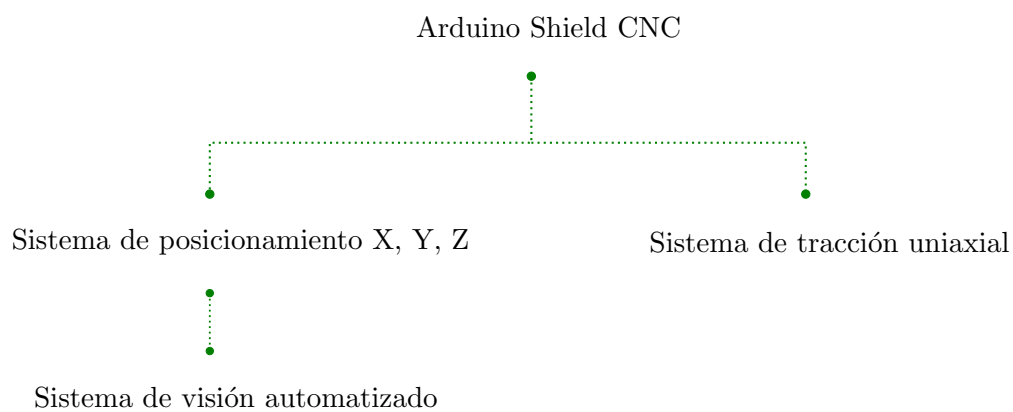 Arduino Shield CNC
Sistema de posicionamiento X, Y, Z
Sistema de tracción uniaxial
Sistema de visión automatizado